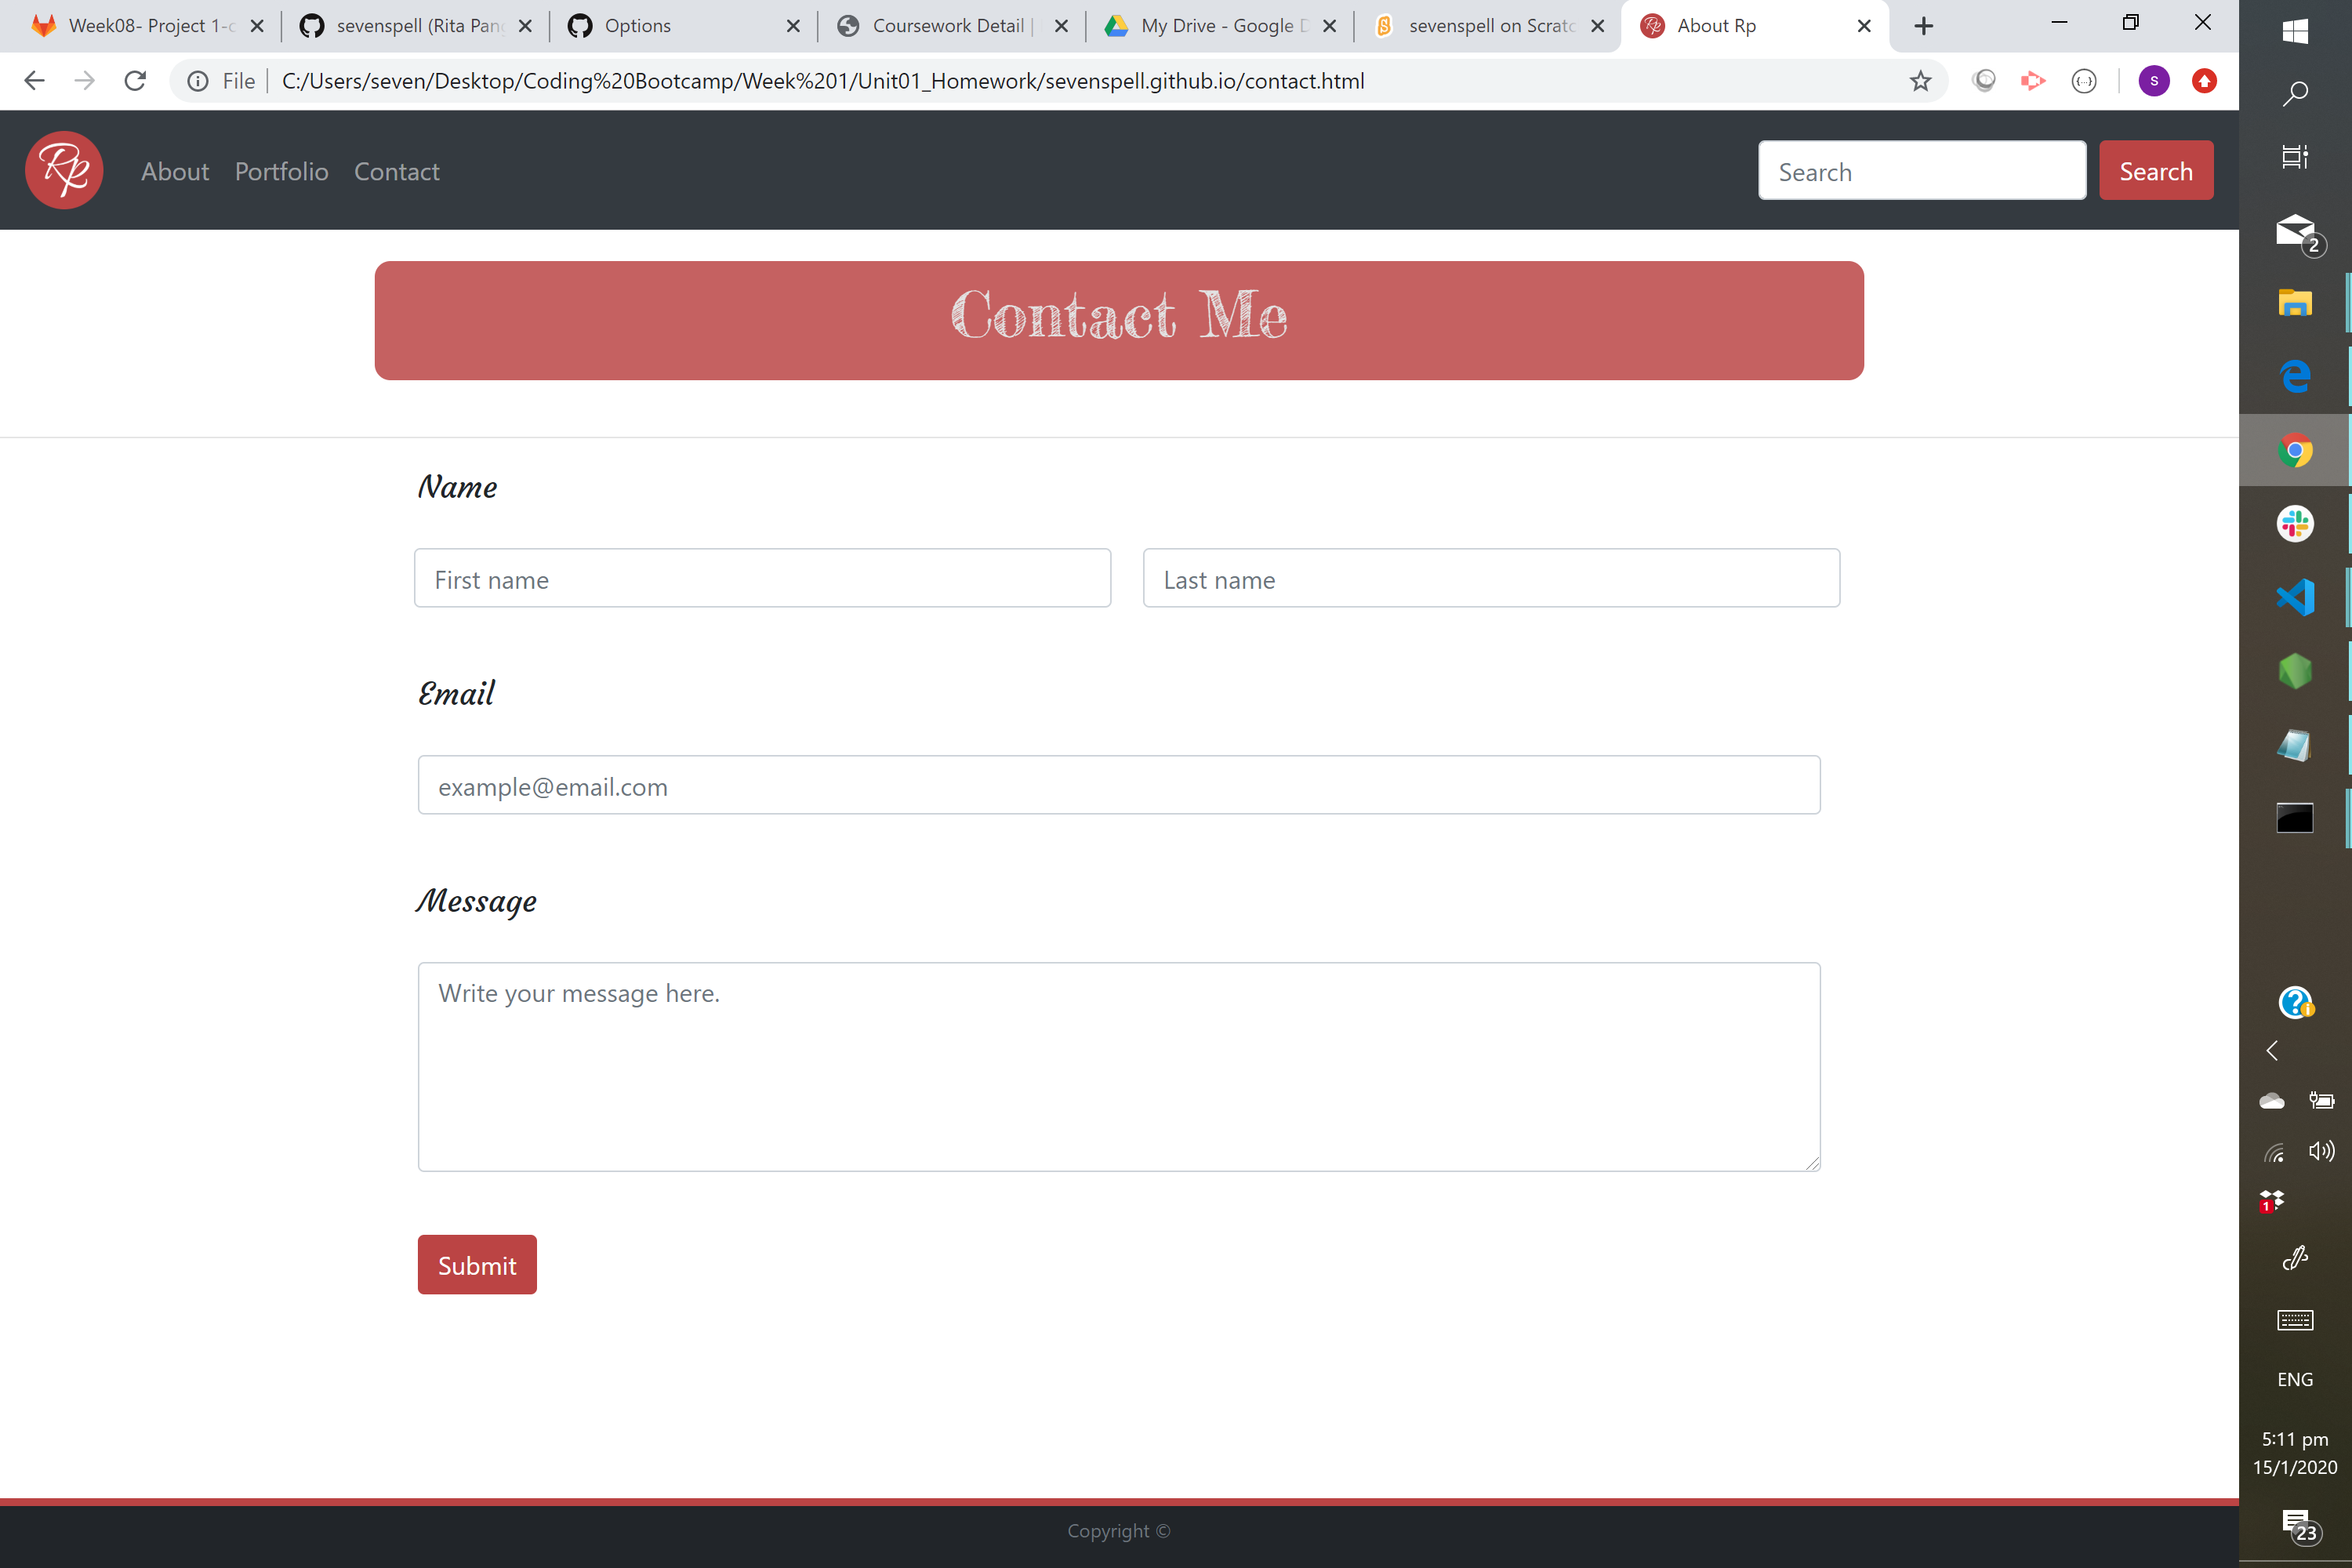 Week08- Project 1-c
sevenspell (Rita Pang
Options
Coursework Detail |
My Drive - Google D
sevenspell on Scratc
About Rp
File
C:/Users/seven/Desktop/Coding%20Bootcamp/Week%201/Unit01_Homework/sevenspell.github.io/contact.html
S
Rp
About
Portfolio
Contact
Search
Search
Contact Me
Name
First name
Last name
Email
example@email.com
Message
Write your message here.
Submit
Copyright ©
2
1
ENG
5:11 pm
15/1/2020
23